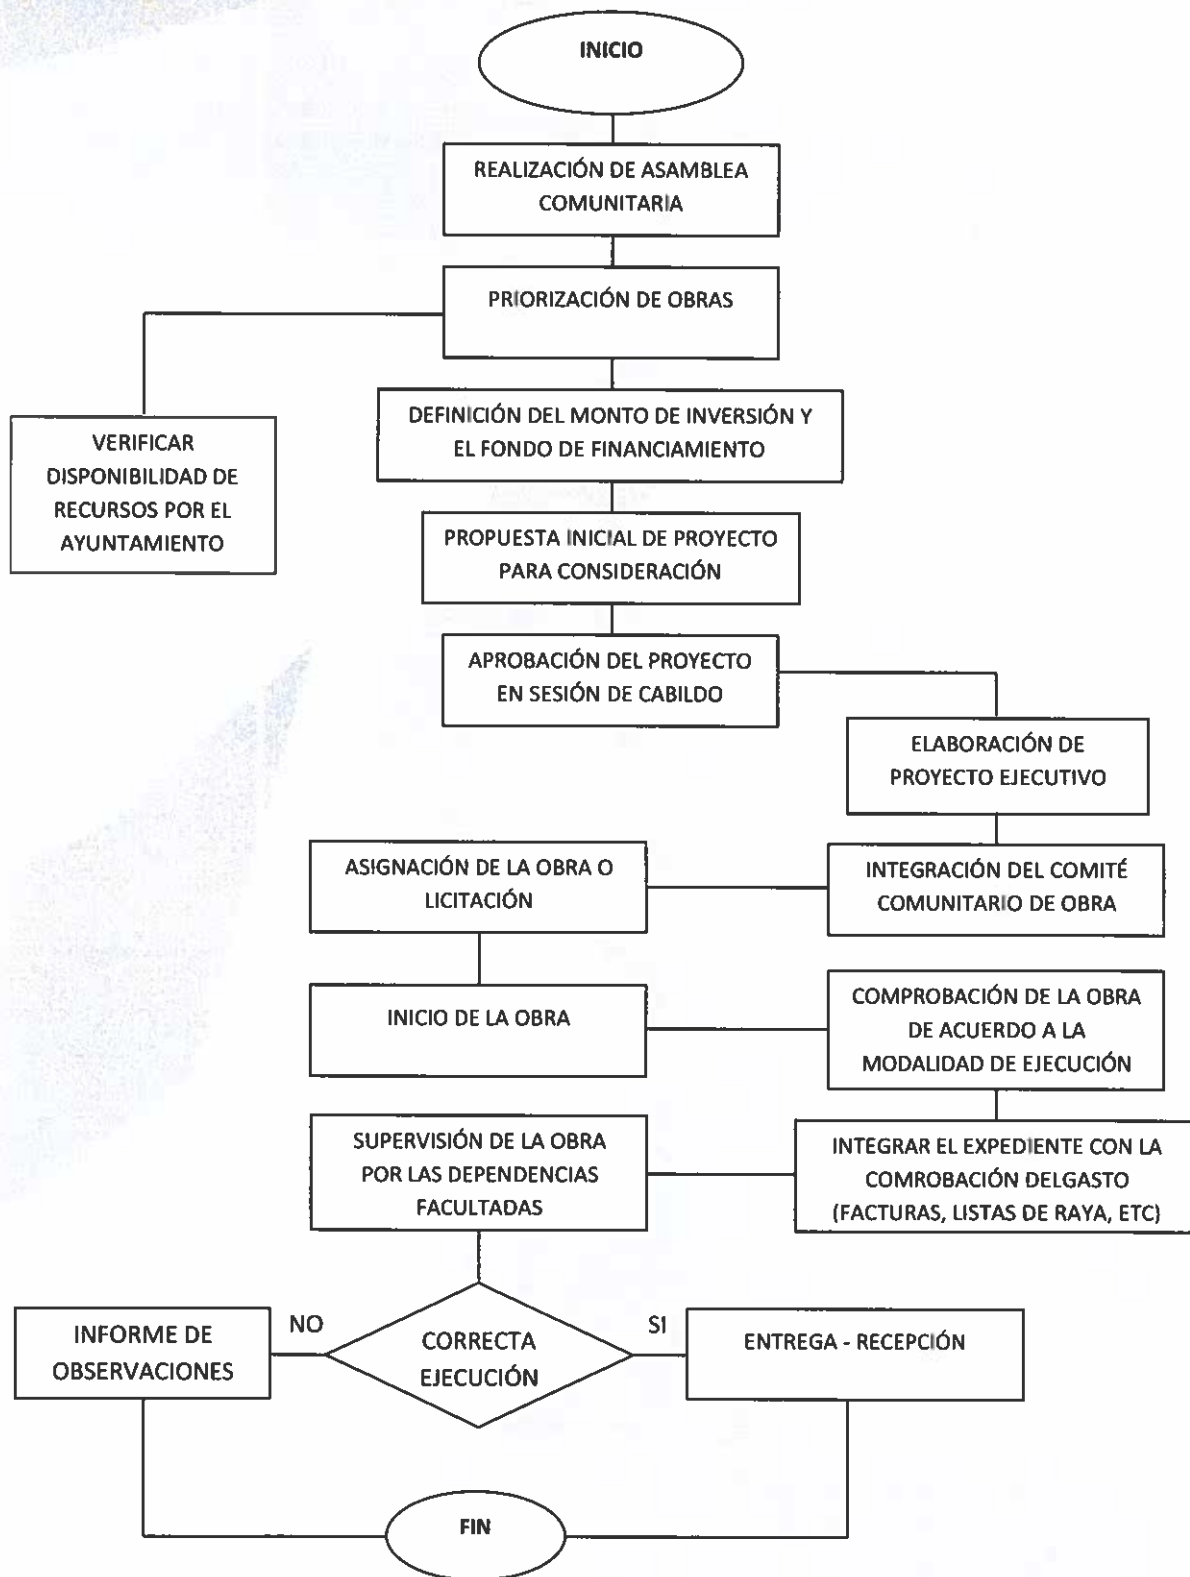 INICIO
REALIZACIÓN DE ASAMBLEA
COMUNITARIA
PRIORIZACIÓN DE OBRAS
VERIFICAR
DISPONIBILIDAD DE
RECURSOS POR EL
AYUNTAMIENTO
DEFINICIÓN DEL MONTO DE INVERSIÓN Y
EL FONDO DE FINANCIAMIENTO
PROPUESTA INICIAL DE PROYECTO
PARA CONSIDERACIÓN
APROBACIÓN DEL PROYECTO
EN SESIÓN DE CABILDO
ELABORACIÓN DE
PROYECTO EJECUTIVO
INTEGRACIÓN DEL COMITÉ
COMUNITARIO DE OBRA
ASIGNACIÓN DE LA OBRA O
LICITACIÓN
INICIO DE LA OBRA
COMPROBACIÓN DE LA OBRA
DE ACUERDO A LA
MODALIDAD DE EJECUCIÓN
INTEGRAR EL EXPEDIENTE CON LA
COMROBACIÓN DELGASTO
(FACTURAS, LISTAS DE RAYA, ETC)
SUPERVISIÓN DE LA OBRA
POR LAS DEPENDENCIAS
FACULTADAS
CORRECTA
EJECUCIÓN
NO
INFORME DE
OBSERVACIONES
SI
ENTREGA - RECEPCIÓN
FIN